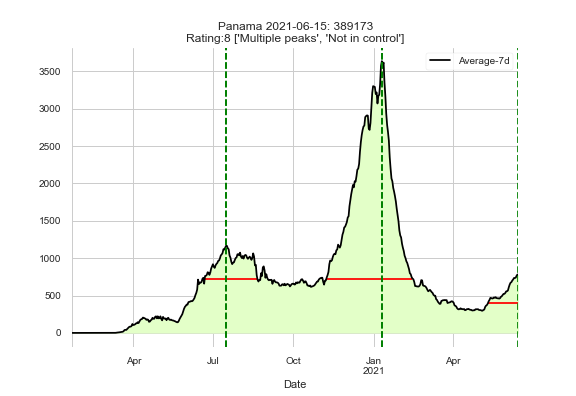 Panama 2021-06-15: 389173
Rating:8 ['Multiple peaks', 'Not in control']
Average-7d
3500
3000
2500
2000
1500
1000
500
0
Apr
Jul
Oct
Jan
2021
Apr
Date